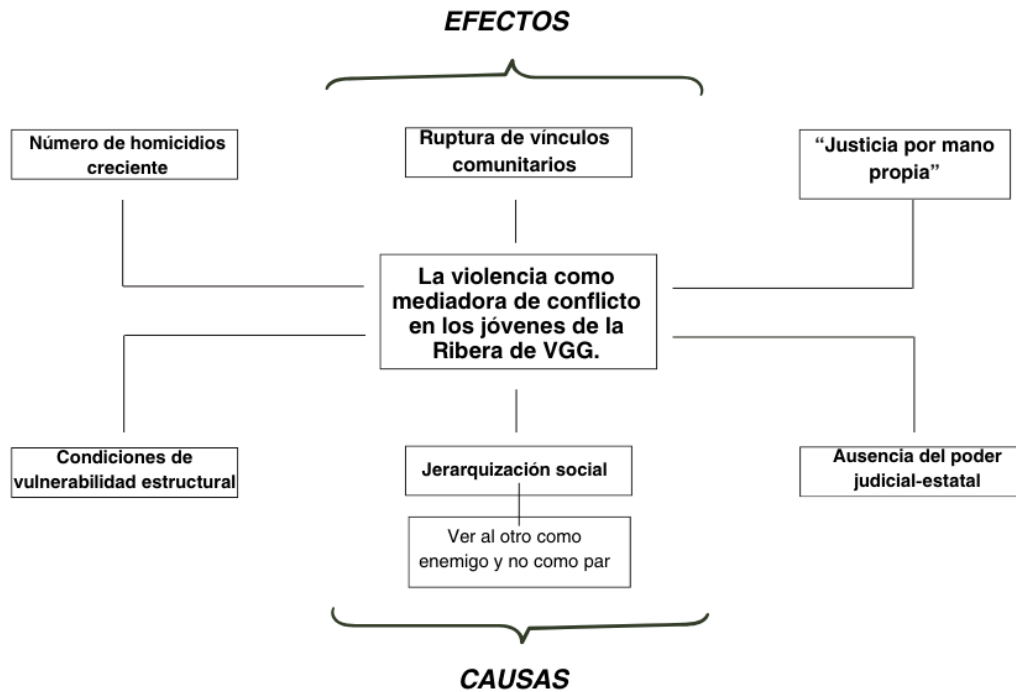 EFECTOS
Número de homicidios
creciente
Ruptura de vínculos
comunitarios
“Justicia por mano
propia”
La violencia como
mediadora de conflicto
en los jóvenes de la
Ribera de VGG.
Condiciones de
vulnerabilidad estructural
Jerarquización social
Ver al otro como
enemigo y no como par
Ausencia del poder
judicial-estatal
CAUSAS